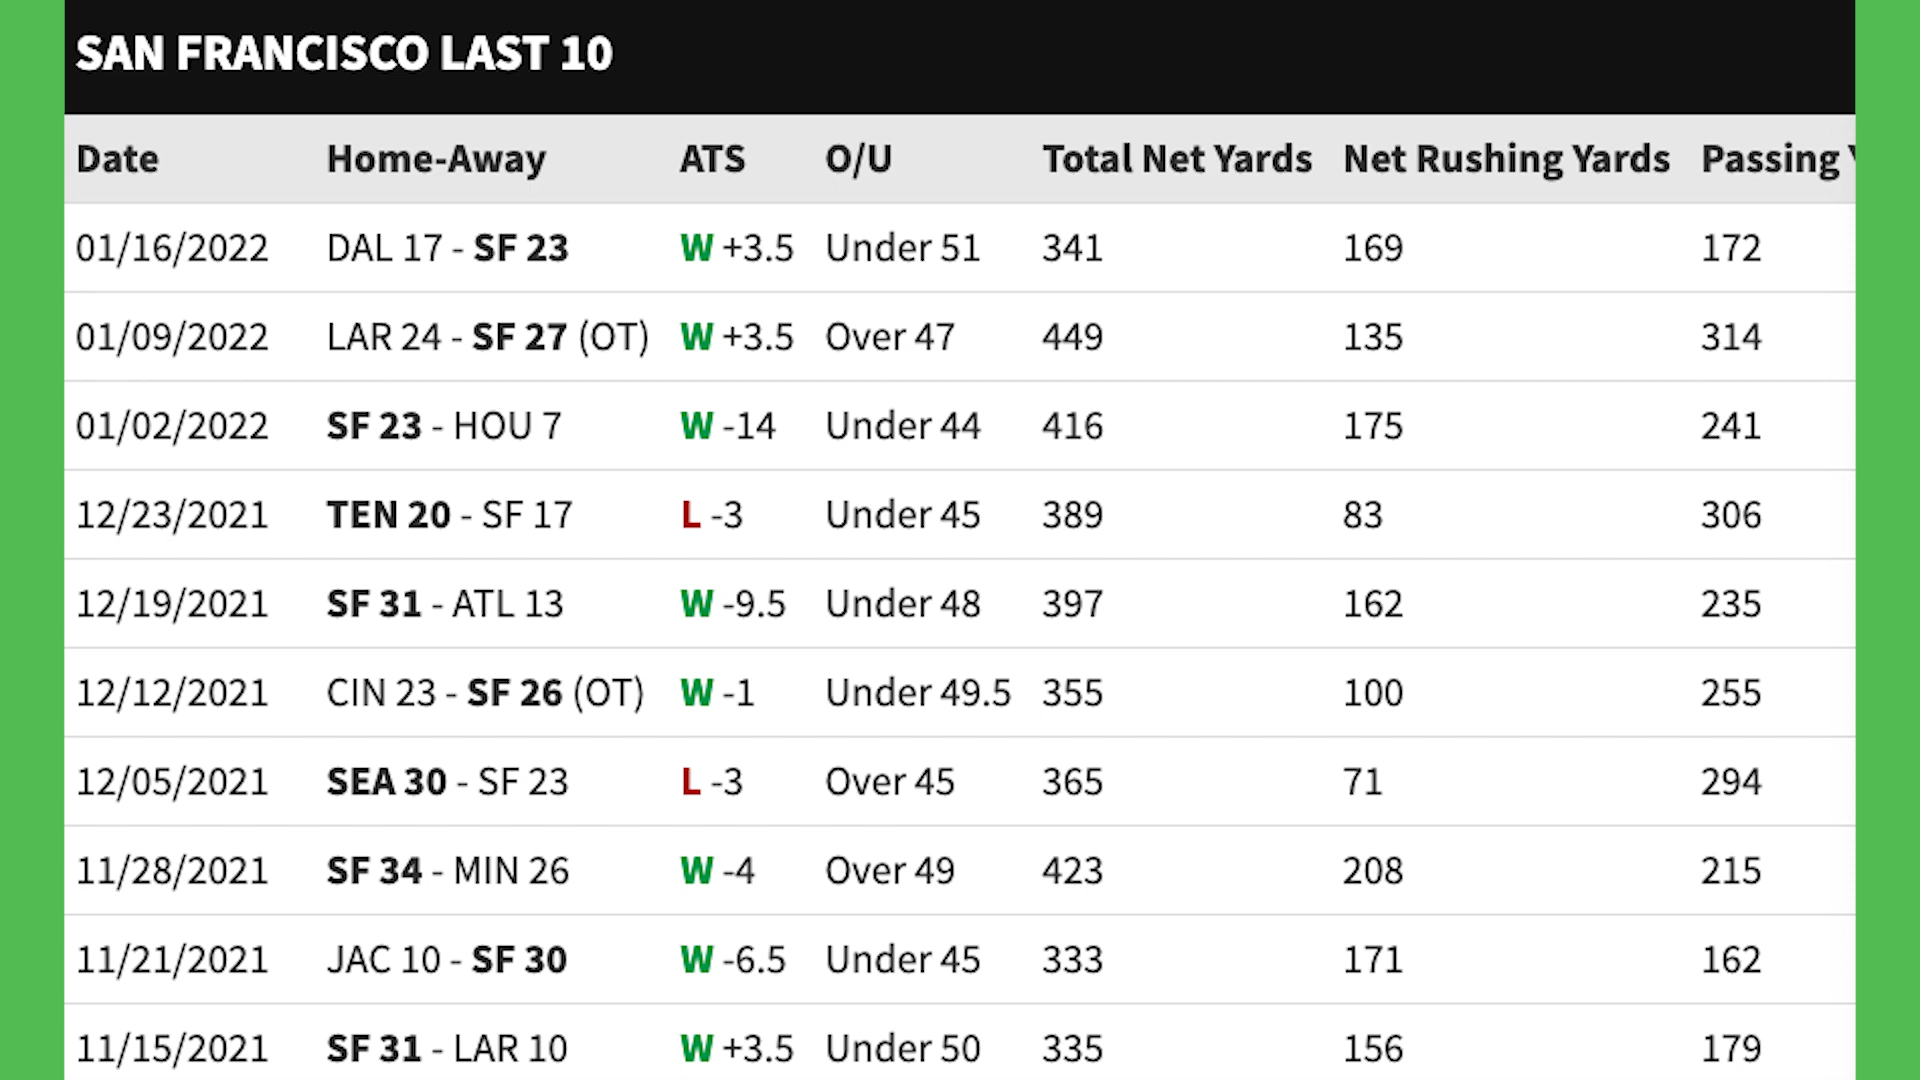 SAN FRANCISCO LAST 10
Date Home-Away ATS O/U Total Net Yards Net Rushing Yards Passing
01/16/2022 DAL 17 - SF 23 W +3.5 Under 51 341 169 172
01/09/2022 LAR 24 - SF 27 (OT) W +3.5 Over 47 449 135 314
01/02/2022 SF 23 - HOU 7 W -14 Under 44 416 175 241
12/23/2021 TEN 20 - SF 17 L -3 Under 45 389 83 306
12/19/2021 SF 31 - ATL 13 W -9.5 Under 48 397 162 235
12/12/2021 CIN 23 - SF 26 (OT) W -1 Under 49.5 355 100 255
12/05/2021 SEA 30 - SF 23 L -3 Over 45 365 71 294
11/28/2021 SF 34 - MIN 26 W -4 Over 49 423 208 215
11/21/2021 JAC 10 - SF 30 W -6.5 Under 45 333 171 162
11/15/2021 SF 31 - LAR 10 W +3.5 Under 50 335 156 179